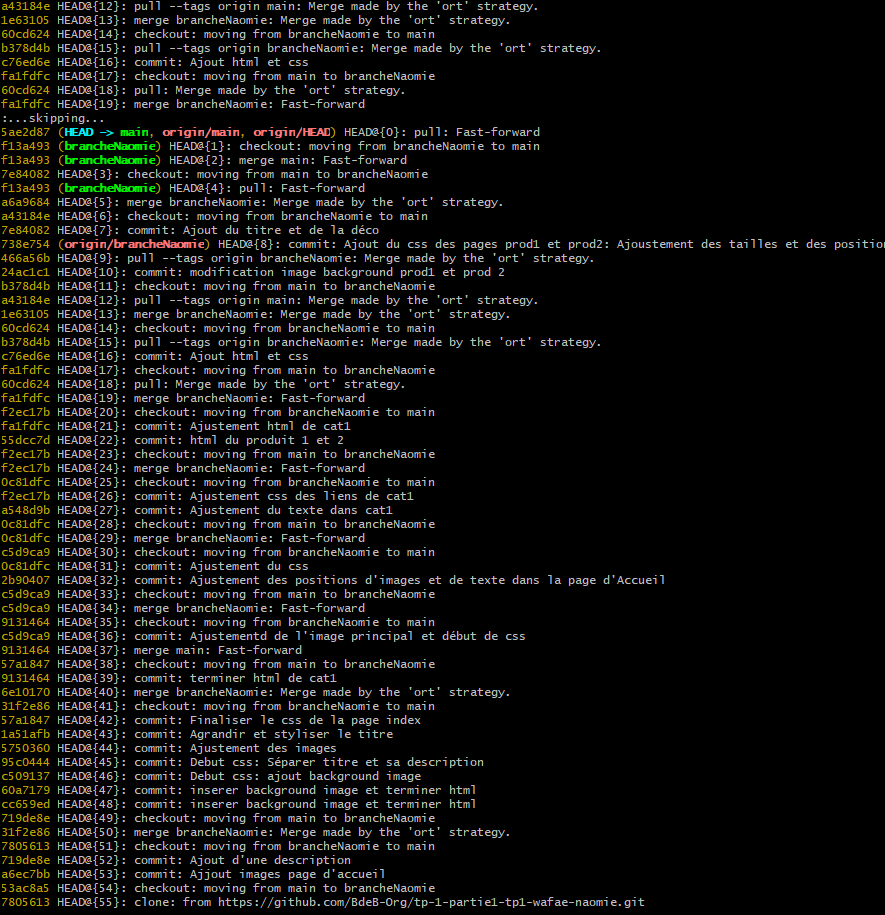 a43184e HEAD@{12}: pull --tags origin main: Merge made by the 'ort' strategy.
1e63105 HEAD@{13}: merge brancheNaomie: Merge made by the 'ort' strategy.
60cd624 HEAD@{14}: checkout: moving from brancheNaomie to main
b378d4b HEAD@{15}: pull --tags origin brancheNaomie: Merge made by the 'ort' strategy.
c76ed6e HEAD@{16}: commit: Ajout html et css
fa1fdfc HEAD@{17}: checkout: moving from main to brancheNaomie
60cd624 HEAD@{18}: pull: Merge made by the 'ort' strategy.
fa1fdfc HEAD@{19}: merge brancheNaomie: Fast-forward
:...skipping...
5ae2d87 (HEAD -> main, origin/main, origin/HEAD) HEAD@{0}: pull: Fast-forward
f13a493 (brancheNaomie) HEAD@{1}: checkout: moving from brancheNaomie to main
f13a493 (brancheNaomie) HEAD@{2}: merge main: Fast-forward
7e84082 HEAD@{3}: checkout: moving from main to brancheNaomie
f13a493 (brancheNaomie) HEAD@{4}: pull: Fast-forward
a6a9684 HEAD@{5}: merge brancheNaomie: Merge made by the 'ort' strategy.
a43184e HEAD@{6}: checkout: moving from brancheNaomie to main
7e84082 HEAD@{7}: commit: Ajout du titre et de la déco
738e754 (origin/brancheNaomie) HEAD@{8}: commit: Ajout du css des pages prod1 et prod2: Ajoustement des tailles et des position
466a56b HEAD@{9}: pull --tags origin brancheNaomie: Merge made by the 'ort' strategy.
24ac1c1 HEAD@{10}: commit: modification image background prod1 et prod 2
b378d4b HEAD@{11}: checkout: moving from main to brancheNaomie
a43184e HEAD@{12}: pull --tags origin main: Merge made by the 'ort' strategy.
1e63105 HEAD@{13}: merge brancheNaomie: Merge made by the 'ort' strategy.
60cd624 HEAD@{14}: checkout: moving from brancheNaomie to main
b378d4b HEAD@{15}: pull --tags origin brancheNaomie: Merge made by the 'ort' strategy.
c76ed6e HEAD@{16}: commit: Ajout html et css
fa1fdfc HEAD@{17}: checkout: moving from main to brancheNaomie
60cd624 HEAD@{18}: pull: Merge made by the 'ort' strategy.
fa1fdfc HEAD@{19}: merge brancheNaomie: Fast-forward
f2ec17b HEAD@{20}: checkout: moving from brancheNaomie to main
fa1fdfc HEAD@{21}: commit: Ajustement html de cat1
55dcc7d HEAD@{22}: commit: html du produit 1 et 2
f2ec17b HEAD@{23}: checkout: moving from main to brancheNaomie
f2ec17b HEAD@{24}: merge brancheNaomie: Fast-forward
0c81dfc HEAD@{25}: checkout: moving from brancheNaomie to main
f2ec17b HEAD@{26}: commit: Ajustement css des liens de cat1
a548d9b HEAD@{27}: commit: Ajustement du texte dans cat1
0c81dfc HEAD@{28}: checkout: moving from main to brancheNaomie
0c81dfc HEAD@{29}: merge brancheNaomie: Fast-forward
c5d9ca9 HEAD@{30}: checkout: moving from brancheNaomie to main
0c81dfc HEAD@{31}: commit: Ajustement du css
2b90407 HEAD@{32}: commit: Ajustement des positions d'images et de texte dans la page d'Accueil
c5d9ca9 HEAD@{33}: checkout: moving from main to brancheNaomie
c5d9ca9 HEAD@{34}: merge brancheNaomie: Fast-forward
9131464 HEAD@{35}: checkout: moving from brancheNaomie to main
c5d9ca9 HEAD@{36}: commit: Ajustementd de l'image principal et début de css
9131464 HEAD@{37}: merge main: Fast-forward
57a1847 HEAD@{38}: checkout: moving from main to brancheNaomie
9131464 HEAD@{39}: commit: terminer html de cat1
6e10170 HEAD@{40}: merge brancheNaomie: Merge made by the 'ort' strategy.
31f2e86 HEAD@{41}: checkout: moving from brancheNaomie to main
57a1847 HEAD@{42}: commit: Finaliser le css de la page index
1a51afb HEAD@{43}: commit: Agrandir et styliser le titre
5750360 HEAD@{44}: commit: Ajustement des images
95c0444 HEAD@{45}: commit: Debut css: Séparer titre et sa description
c509137 HEAD@{46}: commit: Debut css: ajout background image
60a7179 HEAD@{47}: commit: inserer background image et terminer html
cc659ed HEAD@{48}: commit: inserer background image et terminer html
719de8e HEAD@{49}: checkout: moving from main to brancheNaomie
31f2e86 HEAD@{50}: merge brancheNaomie: Merge made by the 'ort' strategy.
7805613 HEAD@{51}: checkout: moving from brancheNaomie to main
719de8e HEAD@{52}: commit: Ajout d'une description
a6ec7bb HEAD@{53}: commit: Ajjout images page d'accueil
53ac8a5 HEAD@{54}: checkout: moving from main to brancheNaomie
7805613 HEAD@{55}: clone: from https://github.com/BdeB-Org/tp-1-partie1-tp1-wafae-naomie.git